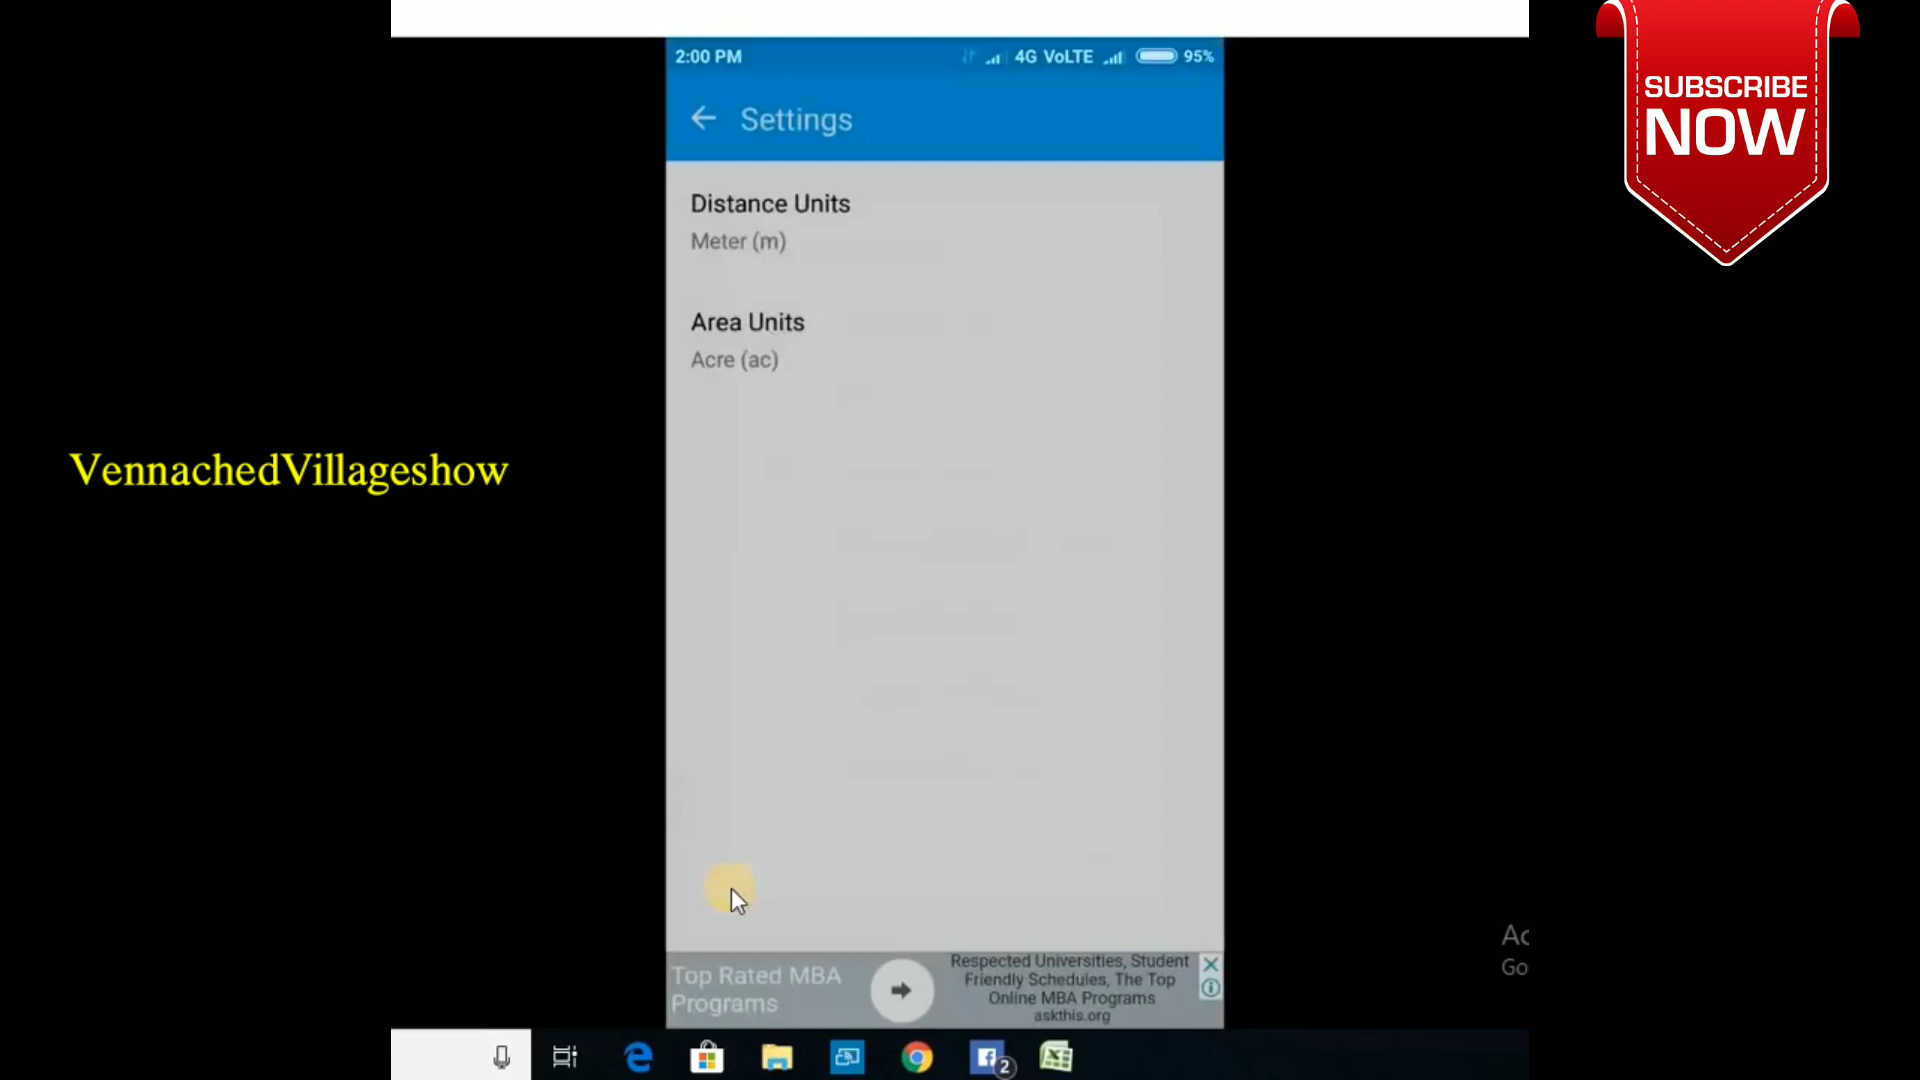 2:00 PM 4G VoLTE 95%
Settings
Distance Units
Meter (m)
Area Units
Acre (ac)
VennachedVillageshow
SUBSCRIBE
NOW
Top Rated MBA
Programs
Respected Universities, Student
Friendly Schedules, The Top
Online MBA Programs
askthis.org
Ac
Go
2